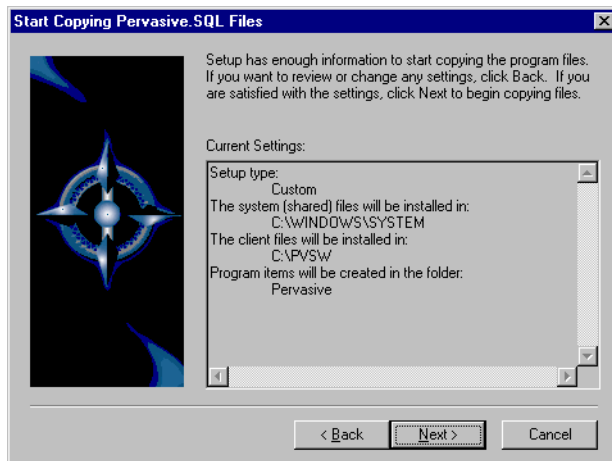 Start Copying Pervasive.SQL Files
Setup has enough information to start copying the program files.
If you want to review or change any settings, click Back. If you
are satisfied with the settings, click Next to begin copying files.
Current Settings:
Setup type:
Custom
The system (shared) files will be installed in:
C:\WINDOWS\SYSTEM
The client files will be installed in:
C:\PVSW
Program items will be created in the folder:
Pervasive
< Back
Next >
Cancel